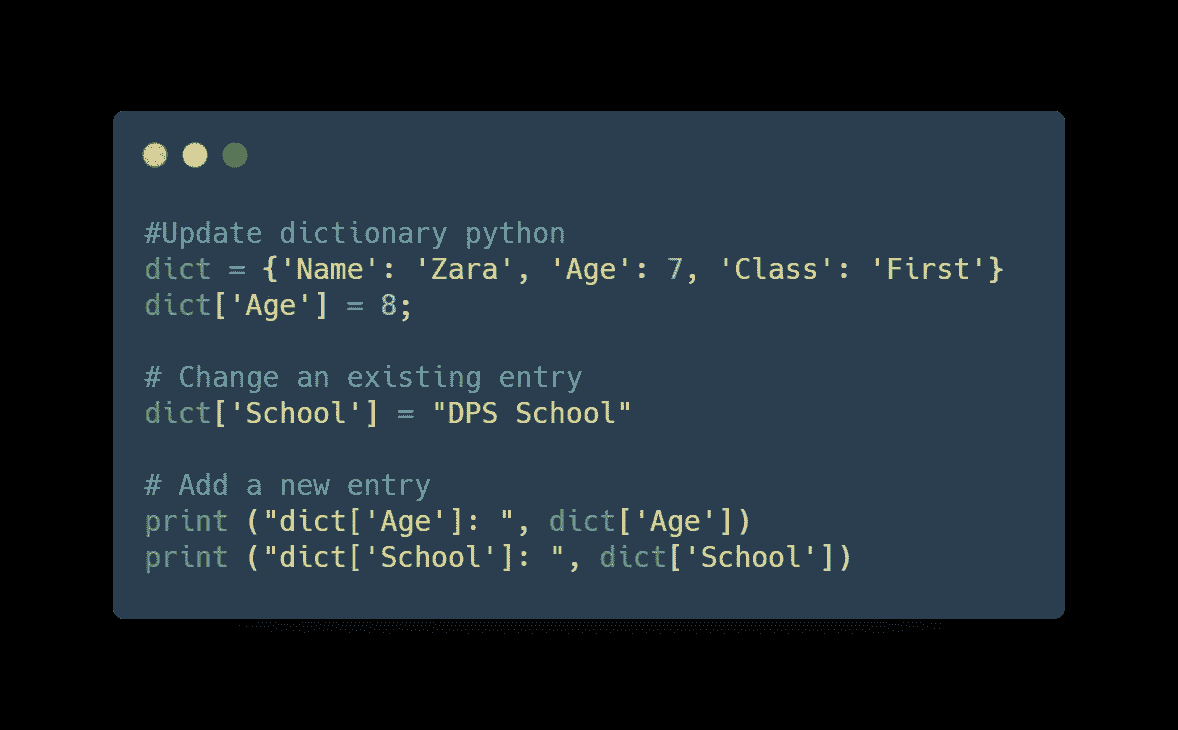 #Update dictionary python
dict = {'Name': 'Zara', 'Age': 7, 'Class': 'First'}
dict['Age'] = 8;
# Change an existing entry
dict['School'] = "DPS School"
# Add a new entry
print ("dict['Age']: ", dict['Age'])
print ("dict['School']: ", dict['School'])